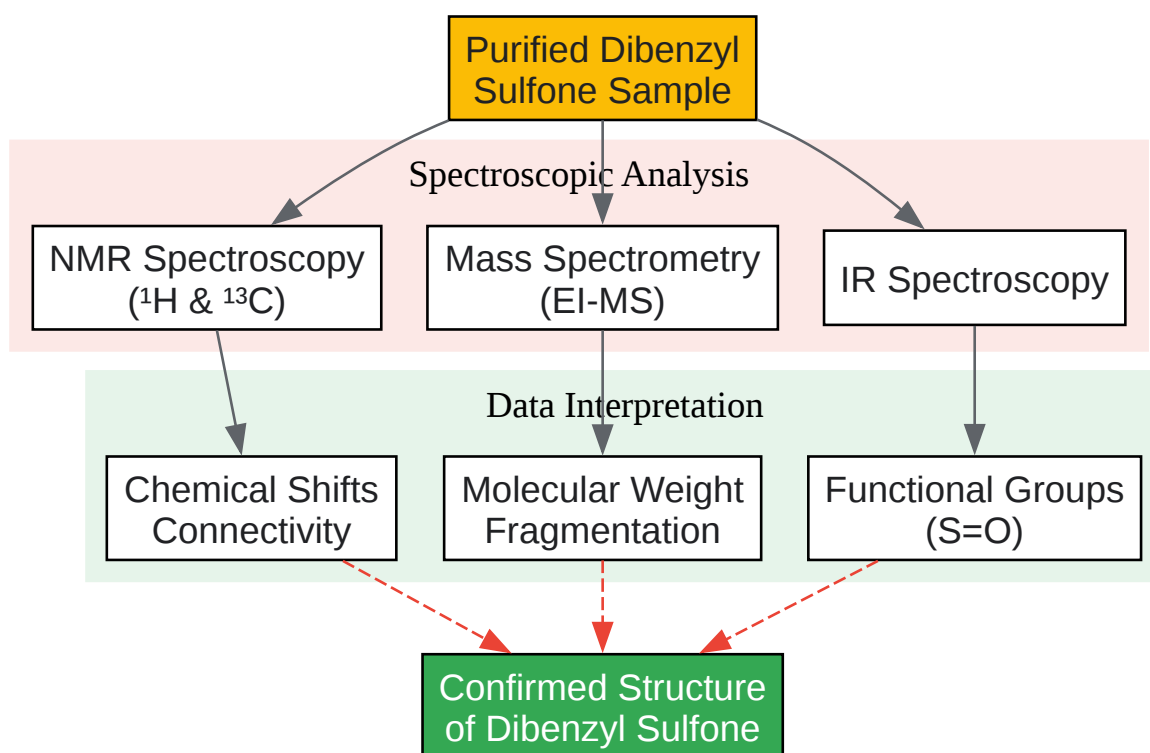 Purified Dibenzyl
Sulfone Sample
Spectroscopic Analysis
NMR Spectroscopy
(¹H & ¹³C)
Mass Spectrometry
(EI-MS)
IR Spectroscopy
Data Interpretation
Chemical Shifts
Connectivity
Molecular Weight
Fragmentation
Functional Groups
(S=O)
Confirmed Structure
of Dibenzyl Sulfone